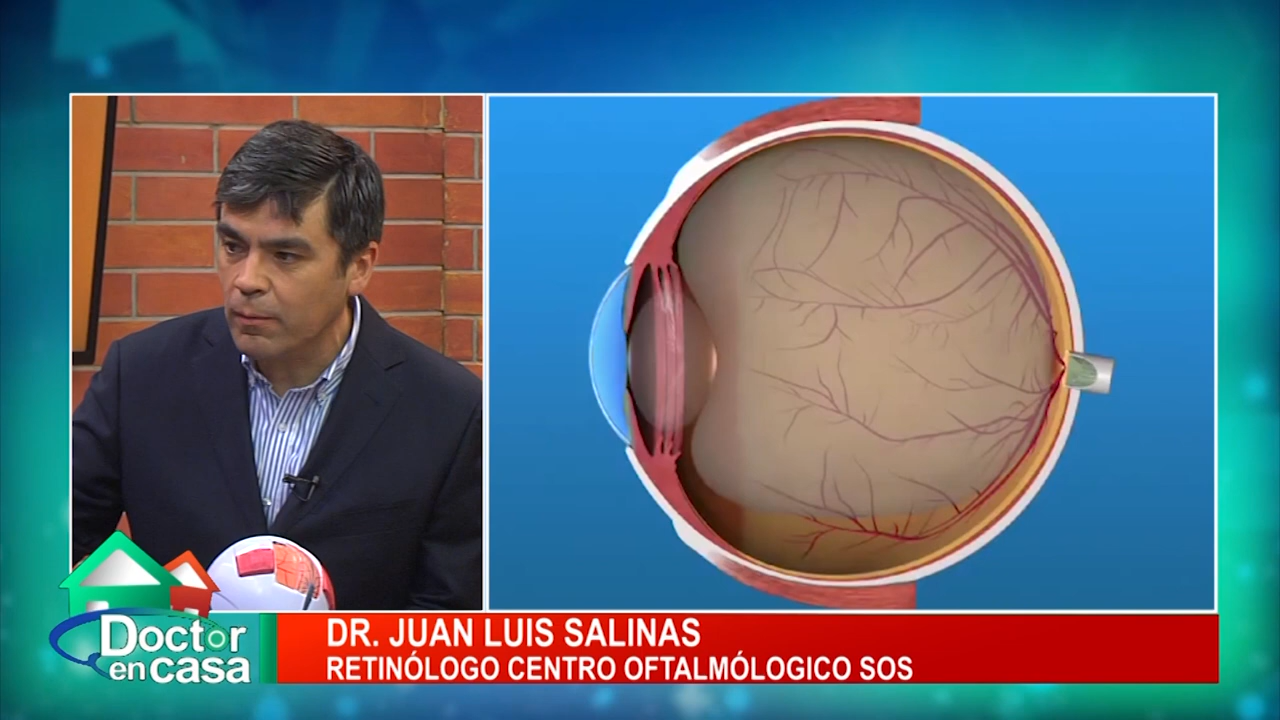 Doctor
en casa
DR. JUAN LUIS SALINAS
RETINÓLOGO CENTRO OFTALMÓLOGICO SOS